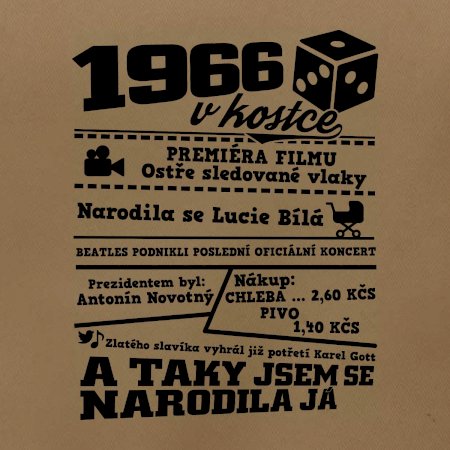 1966
v kostce
PREMIÉRA FILMU
Ostře sledované vlaky
Narodila se Lucie Bílá
BEATLES PODNIKLI POSLEDNÍ OFICIÁLNÍ KONCERT
Prezidentem byl:
Antonín Novotný
Nákup:
CHLEBA ... 2,60 KČS
PIVO
1,40 KČS
Zlatého slavíka vyhrál již potřetí Karel Gott
A TAKY JSEM SE
NARODILA JÁ